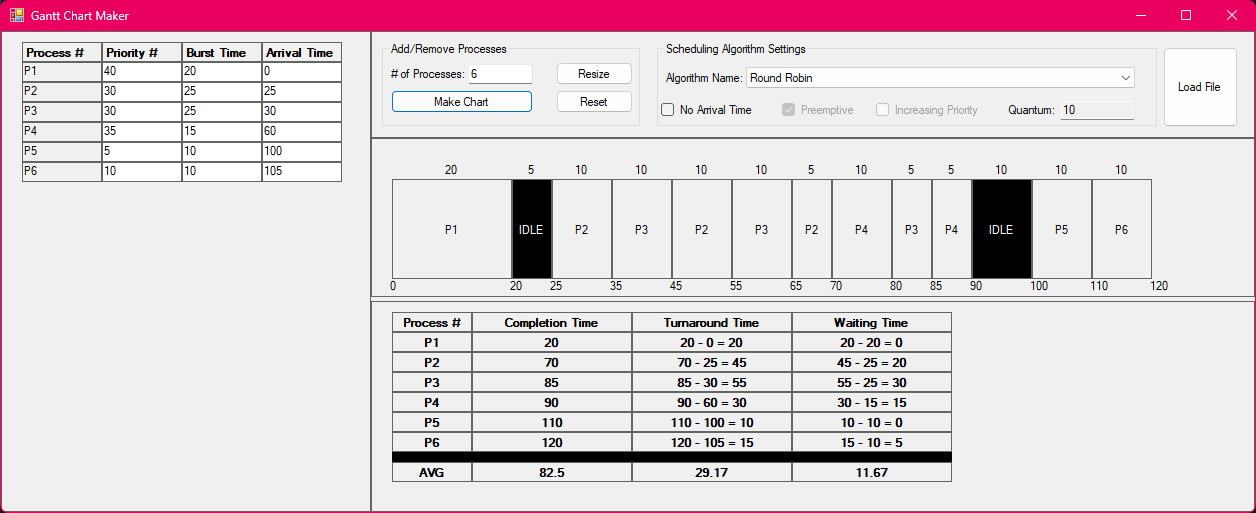 Gantt Chart Maker
Process # Priority # Burst Time Arrival Time
P1 40 20 0
P2 30 25 25
P3 30 25 30
P4 35 15 60
P5 5 10 100
P6 10 10 105
Add/Remove Processes
# of Processes: 6 Resize
Make Chart Reset
Scheduling Algorithm Settings
Algorithm Name: Round Robin
No Arrival Time Preemptive Increasing Priority Quantum: 10
Load File
20 5 10 10 10 10 5 10 5 5 10 10 10
P1 IDLE P2 P3 P2 P3 P2 P4 P3 P4 IDLE P5 P6
0 20 25 35 45 55 65 70 80 85 90 100 110 120
Process # Completion Time Turnaround Time Waiting Time
P1 20 20 - 0 = 20 20 - 20 = 0
P2 70 70 - 25 = 45 45 - 25 = 20
P3 85 85 - 30 = 55 55 - 25 = 30
P4 90 90 - 60 = 30 30 - 15 = 15
P5 110 110 - 100 = 10 10 - 10 = 0
P6 120 120 - 105 = 15 15 - 10 = 5
AVG 82.5 29.17 11.67